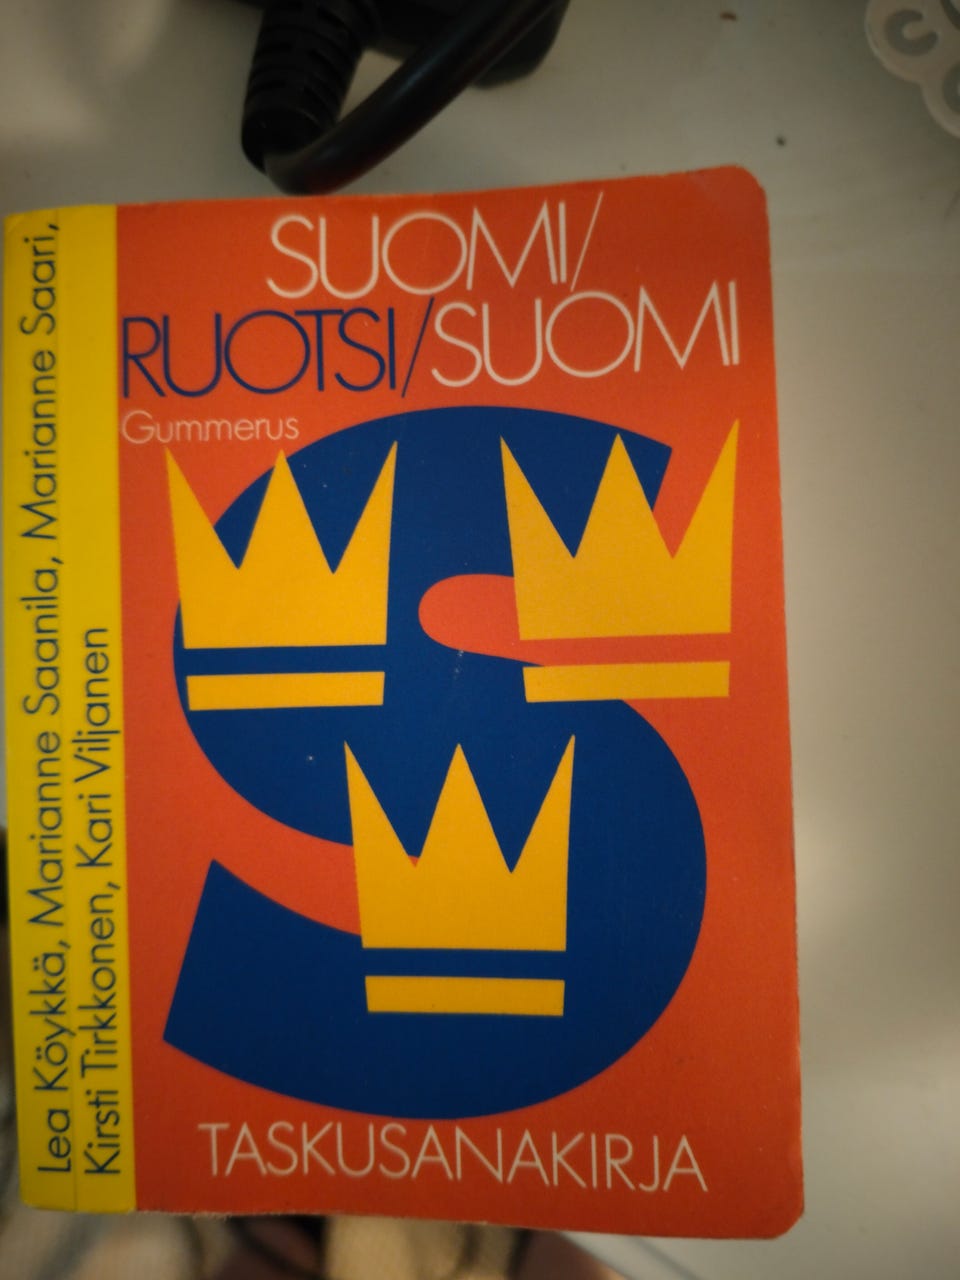 SUOMI/
RUOTSI/SUOMI
Gummerus
Lea Köykkä, Marianne Saanila, Marianne Saari,
Kirsti Tirkkonen, Kari Viljanen
TASKUSANAKIRJA